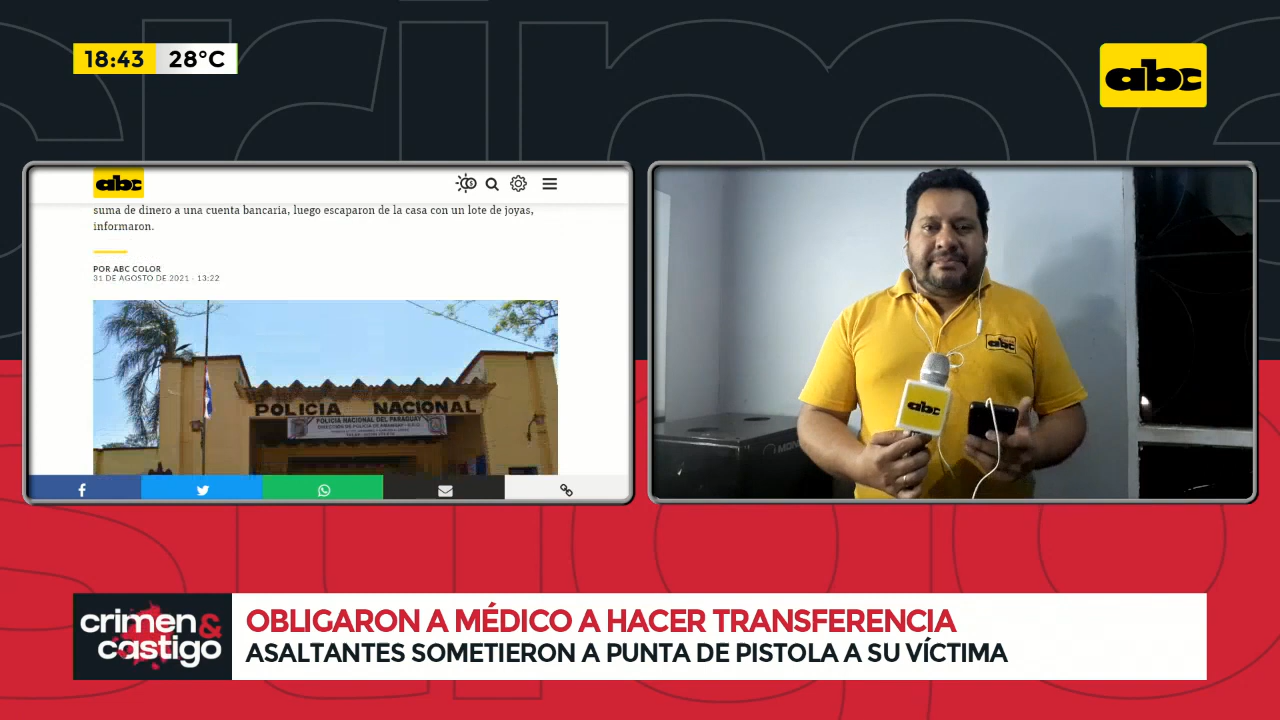 18:43 28°C
abc
abc
suma de dinero a una cuenta bancaria, luego escaparon de la casa con un lote de joyas,
informaron.
POR ABC COLOR
31 DE AGOSTO DE 2021 - 13:22
POLICIA NACIONAL
POLICIA NACIONAL DEL PARAGUAY
abc
abc
crimen&
castigo
OBLIGARON A MÉDICO A HACER TRANSFERENCIA
ASALTANTES SOMETIERON A PUNTA DE PISTOLA A SU VÍCTIMA